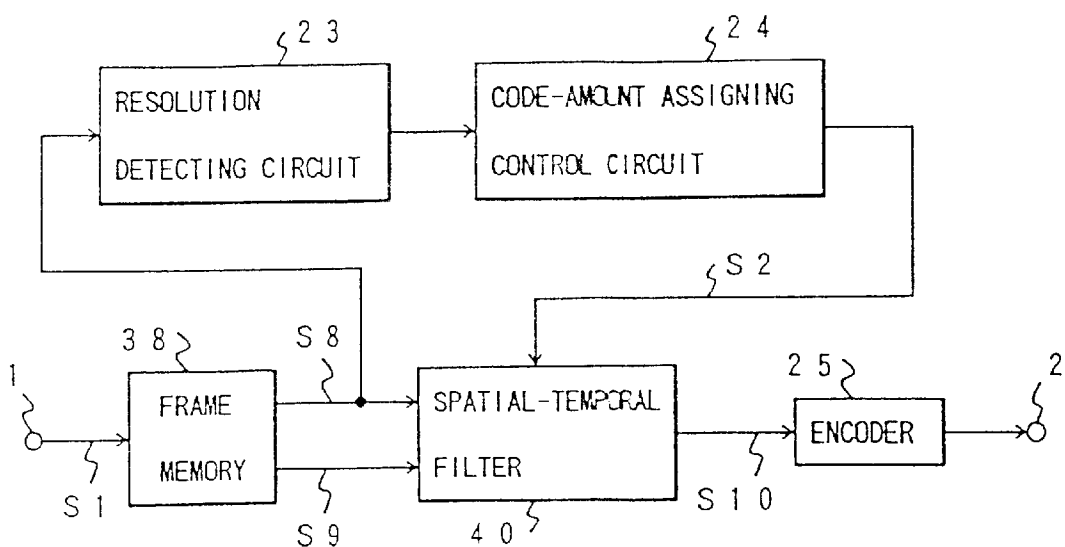 23
24
RESOLUTION
DETECTING CIRCUIT
CODE-AMOUNT ASSIGNING
CONTROL CIRCUIT
S2
38
S8
25
1
2
FRAME
MEMORY
SPATIAL-TEMPORAL
FILTER
ENCODER
S1
S9
40
S10